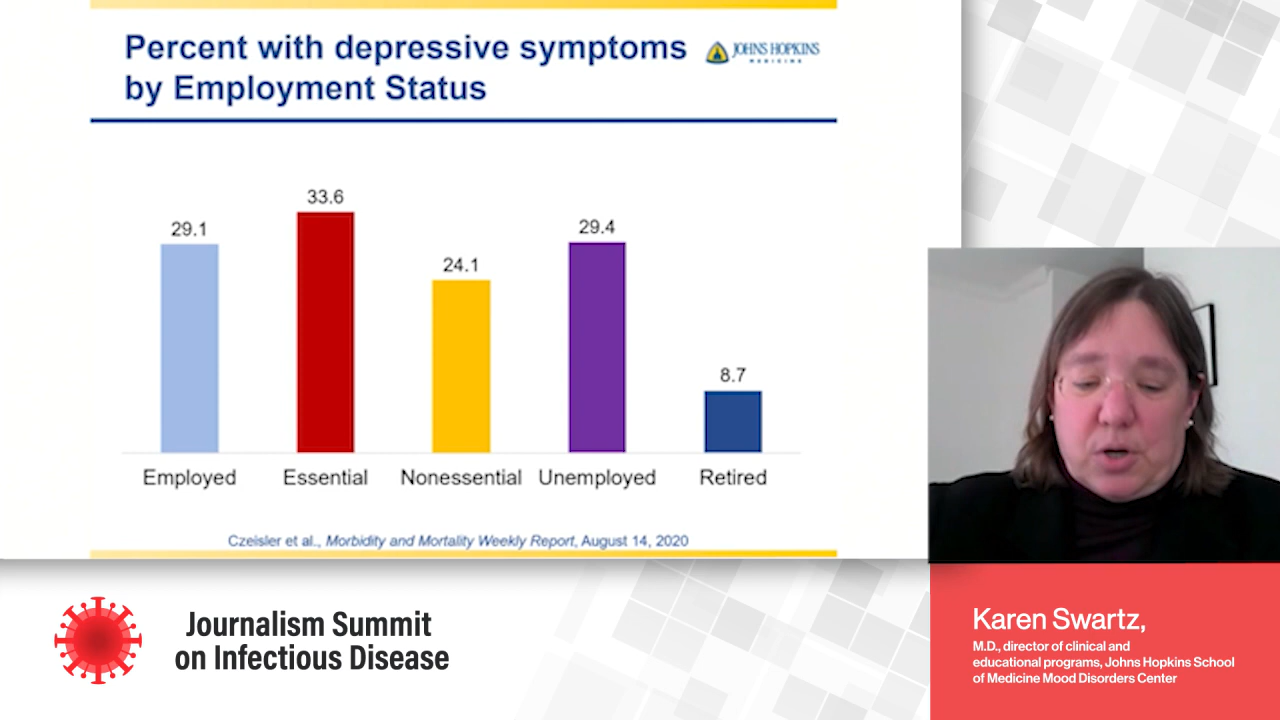 Percent with depressive symptoms
by Employment Status
JOHNS HOPKINS
MEDICINE
29.1
33.6
24.1
29.4
8.7
Employed
Essential
Nonessential
Unemployed
Retired
Czeisler et al., Morbidity and Mortality Weekly Report, August 14, 2020
Journalism Summit
on Infectious Disease
Karen Swartz,
M.D., director of clinical and
educational programs, Johns Hopkins School
of Medicine Mood Disorders Center